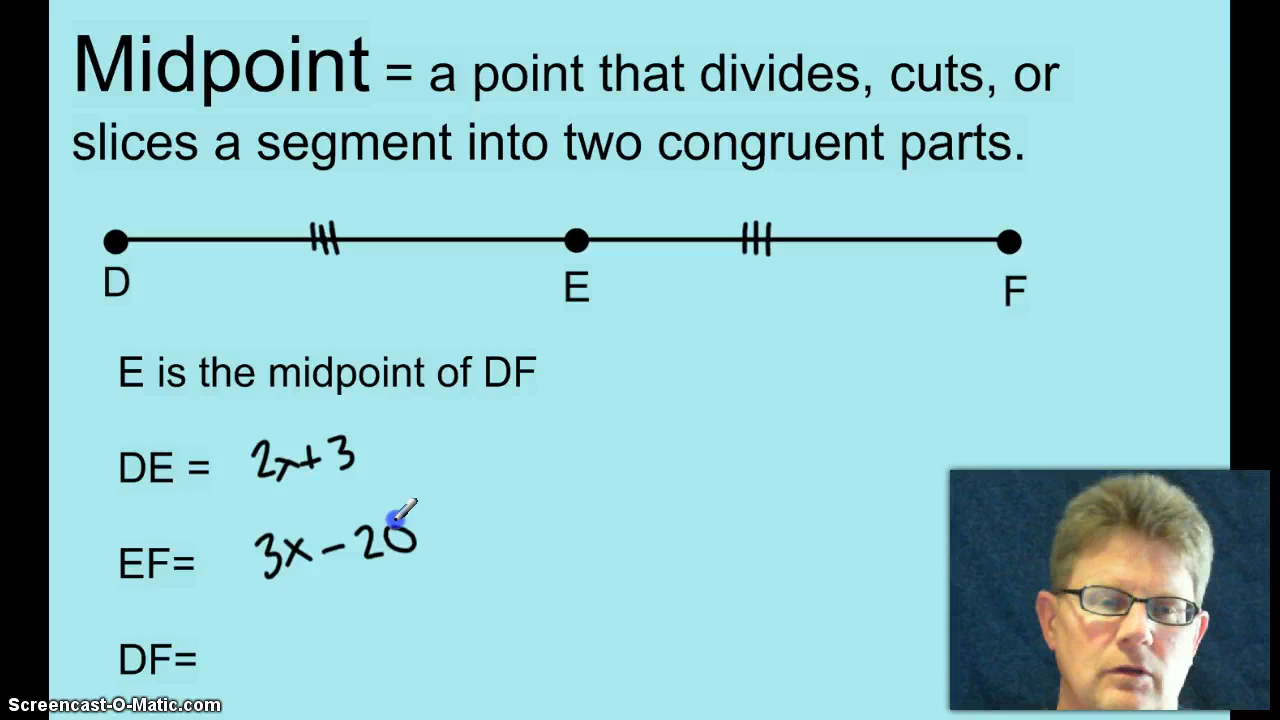 Midpoint = a point that divides, cuts, or
slices a segment into two congruent parts.
D E F
E is the midpoint of DF
DE = 2x+3
EF= 3x-20
DF=
Screencast-O-Matic.com